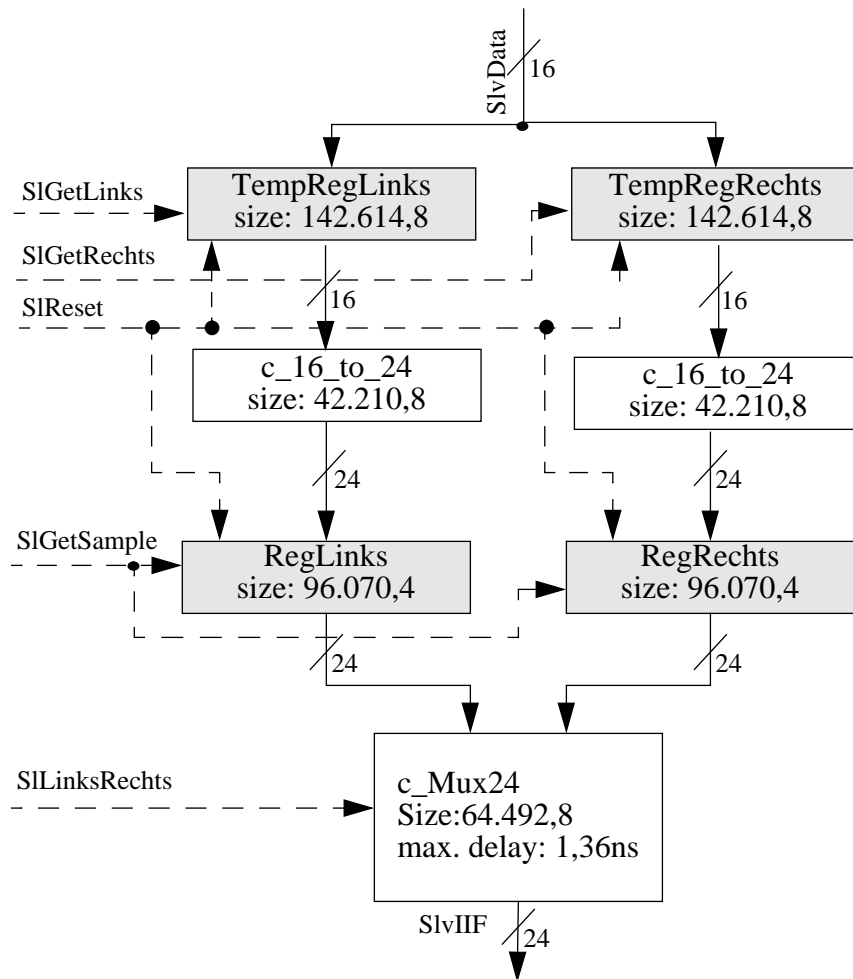 SlvData
16
TempRegLinks
size: 142.614,8
TempRegRechts
size: 142.614,8
SlGetLinks
SlGetRechts
SlReset
16
16
c_16_to_24
size: 42.210,8
c_16_to_24
size: 42.210,8
24
24
SlGetSample
RegLinks
size: 96.070,4
RegRechts
size: 96.070,4
24
24
SlLinksRechts
c_Mux24
Size:64.492,8
max. delay: 1,36ns
SlvIIF
24